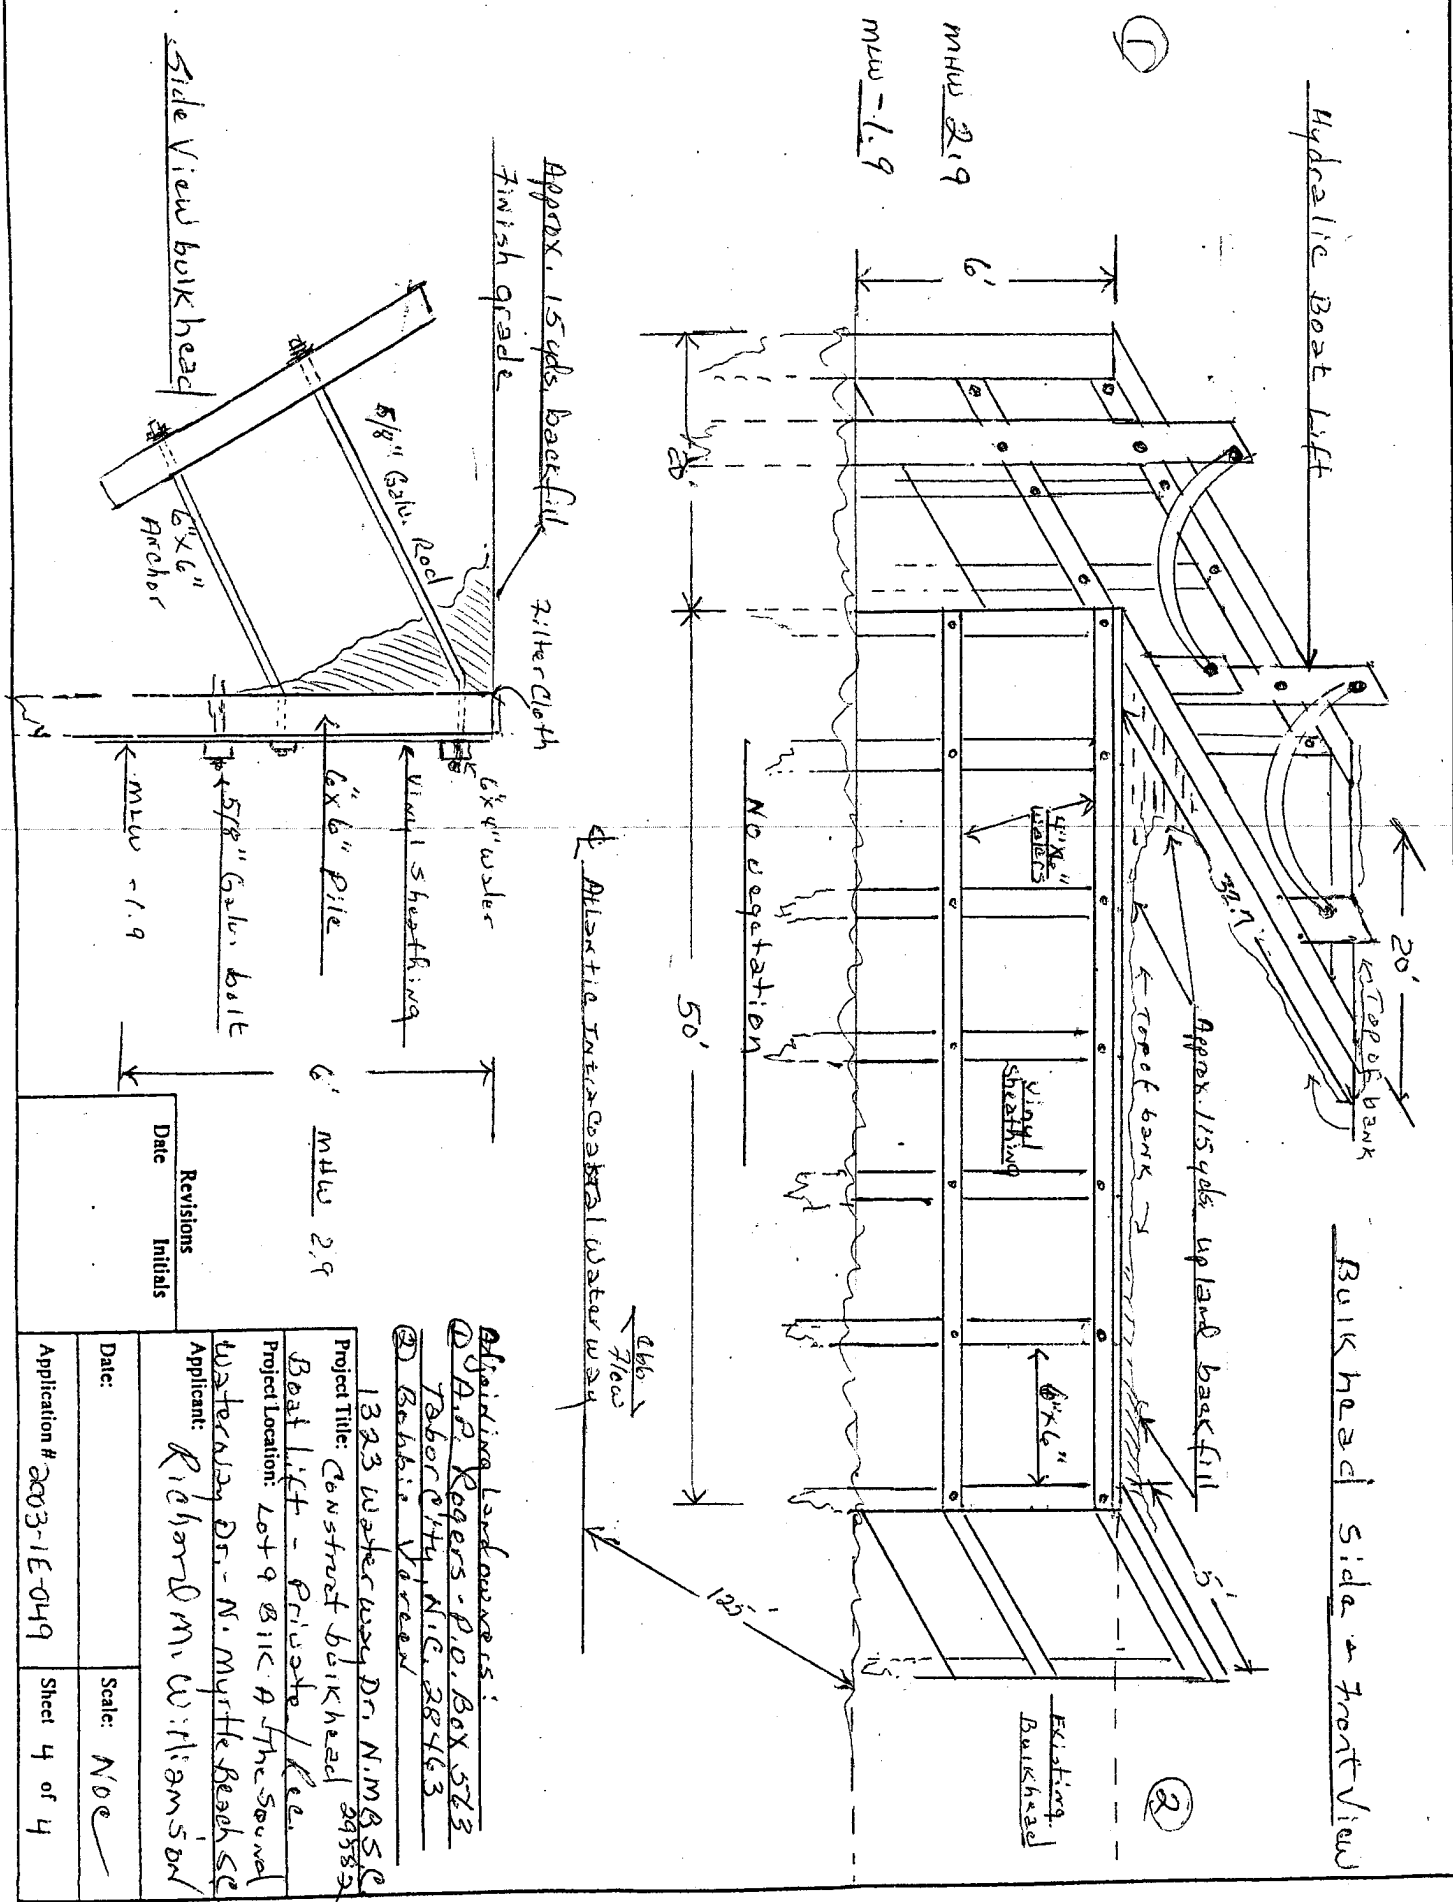 Bulkhead Side & Front View
Hydralic Boat Lift
20'
←Top of bank
5'
Approx 115 yds upland backfill
← Top of bank →
32.7'
①
②
MHW 2.9
MLW -1.9
6'
4"x6"
walers
vinyl
sheathing
6"x6"
Existing
Bulkhead
20'
50'
No vegatation
125'
Atlantic Intracoastal Waterway
ebb
flow
Approx. 15 yds. backfill
Finish grade
Filter Cloth
6"x4" waler
Vinyl sheathing
6"x6" Pile
5/8" Galv. bolt
MLW -1.9
5/8" Galv. Rod
6"x6"
Anchor
Side View bulkhead
6'
MHW 2.9
Adjoining Landowners:
① A.P. Rogers - P.O. Box 563
Tabor City, N.C. 28463
② Bobbie Vereen
1323 Waterway Dr. N.M.B S.C.
29582
Project Title: Construct bulkhead
Boat lift - Private / Rec.
Project Location: Lot 9 Blk A - The Sound
Waterway Dr. - N. Myrtle Beach SC
Applicant: Richard M. Williamson
Revisions
Date Initials
Date:
Scale: None
Application # 2003-1E-049
Sheet 4 of 4